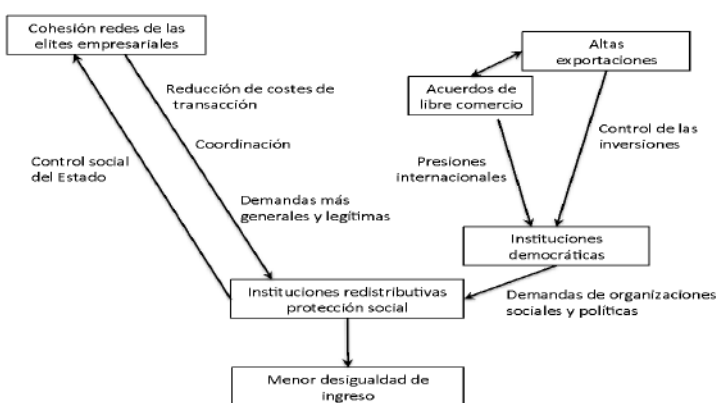 Cohesión redes de las
elites empresariales
Altas
exportaciones
Acuerdos de
libre comercio
Reducción de costes de
transacción
Coordinación
Control de las
inversiones
Control social
del Estado
Presiones
internacionales
Demandas más
generales y legítimas
Instituciones
democráticas
Instituciones redistributivas
protección social
Demandas de organizaciones
sociales y políticas
Menor desigualdad de
ingreso